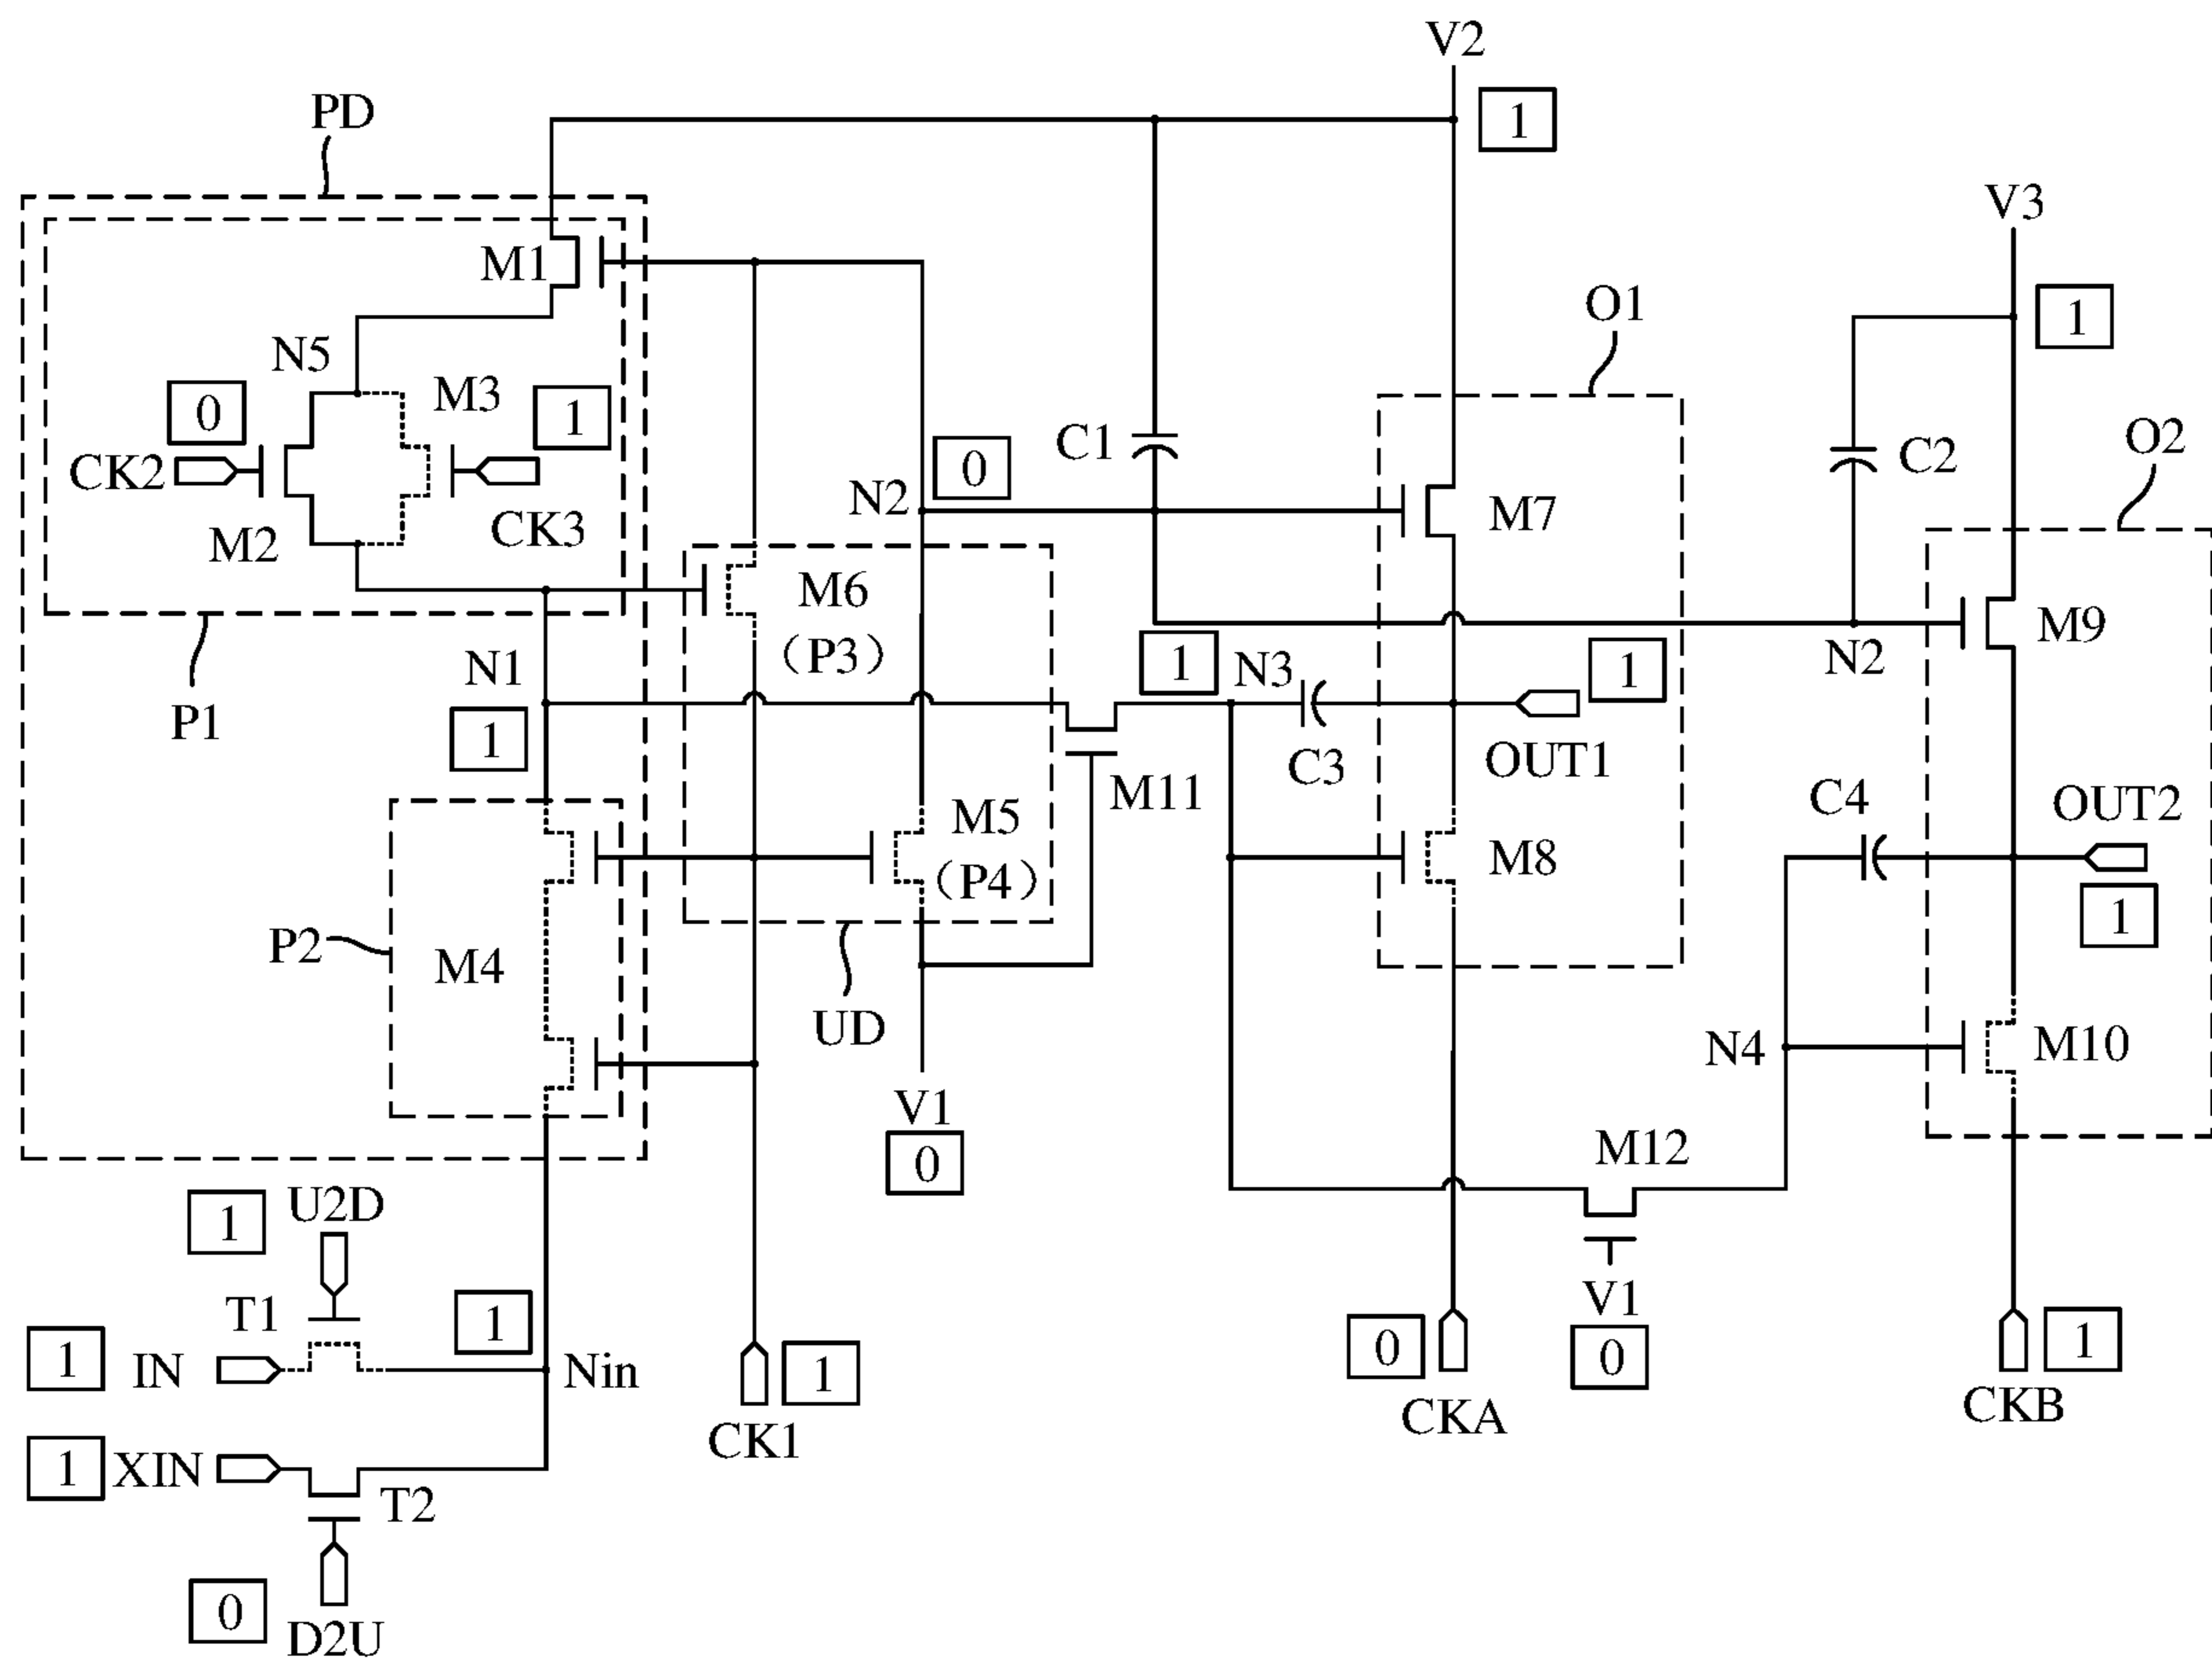 V2
1
PD
V3
M1
1
O1
N5
M3
0
1
O2
C1
C2
0
CK2
N2
M7
CK3
M2
M6
M9
(P3)
1
N3
1
N2
N1
P1
1
C3
OUT1
M11
C4
OUT2
M5
M8
(P4)
1
P2
M4
UD
N4
M10
V1
0
M12
1
U2D
V1
T1
1
1
IN
Nin
1
0
0
1
CKA
CKB
CK1
1
XIN
T2
0
D2U